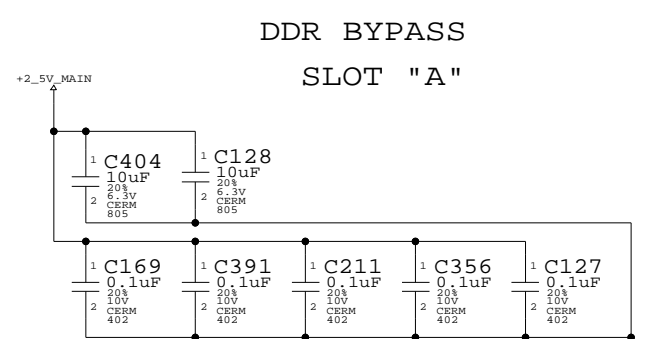 DDR BYPASS
SLOT "A"
+2_5V_MAIN
1 C404
10uF
20%
6.3V
2 CERM
805
1 C128
10uF
20%
6.3V
2 CERM
805
1 C169
0.1uF
20%
10V
2 CERM
402
1 C391
0.1uF
20%
10V
2 CERM
402
1 C211
0.1uF
20%
10V
2 CERM
402
1 C356
0.1uF
20%
10V
2 CERM
402
1 C127
0.1uF
20%
10V
2 CERM
402